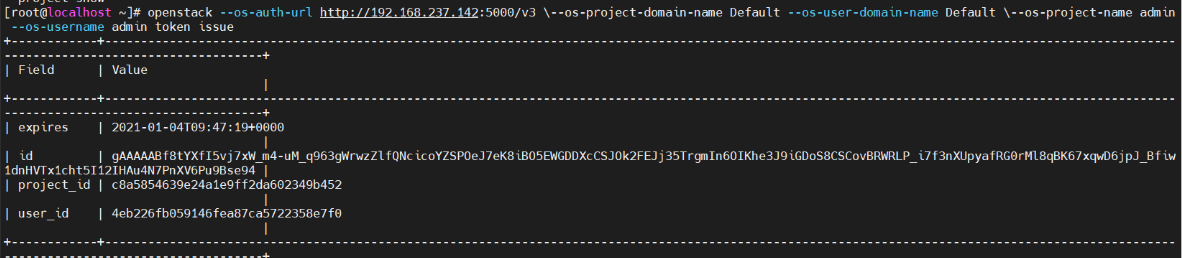 project show
[root@localhost ~]# openstack --os-auth-url http://192.168.237.142:5000/v3 \--os-project-domain-name Default --os-user-domain-name Default \--os-project-name admin
--os-username admin token issue
+------------+-----------------------------------------------------------------------------------------------------------------------------------------------------
------------------------------------+
| Field      | Value
                                    |
+------------+-----------------------------------------------------------------------------------------------------------------------------------------------------
------------------------------------+
| expires    | 2021-01-04T09:47:19+0000
                                    |
| id         | gAAAAABf8tYXfI5vj7xW_m4-uM_q963gWrwzZlfQNcicoYZSPOeJ7eK8iBO5EWGDDXcCSJOk2FEJj35TrgmIn6OIKhe3J9iGDoS8CSCovBRWRLP_i7f3nXUpyafRG0rMl8qBK67xqwD6jpJ_Bfiw
1dnHVTx1cht5I12IHAu4N7PnXV6Pu9Bse94 |
| project_id | c8a5854639e24a1e9ff2da602349b452
                                    |
| user_id    | 4eb226fb059146fea87ca5722358e7f0
                                    |
+------------+-----------------------------------------------------------------------------------------------------------------------------------------------------
------------------------------------+